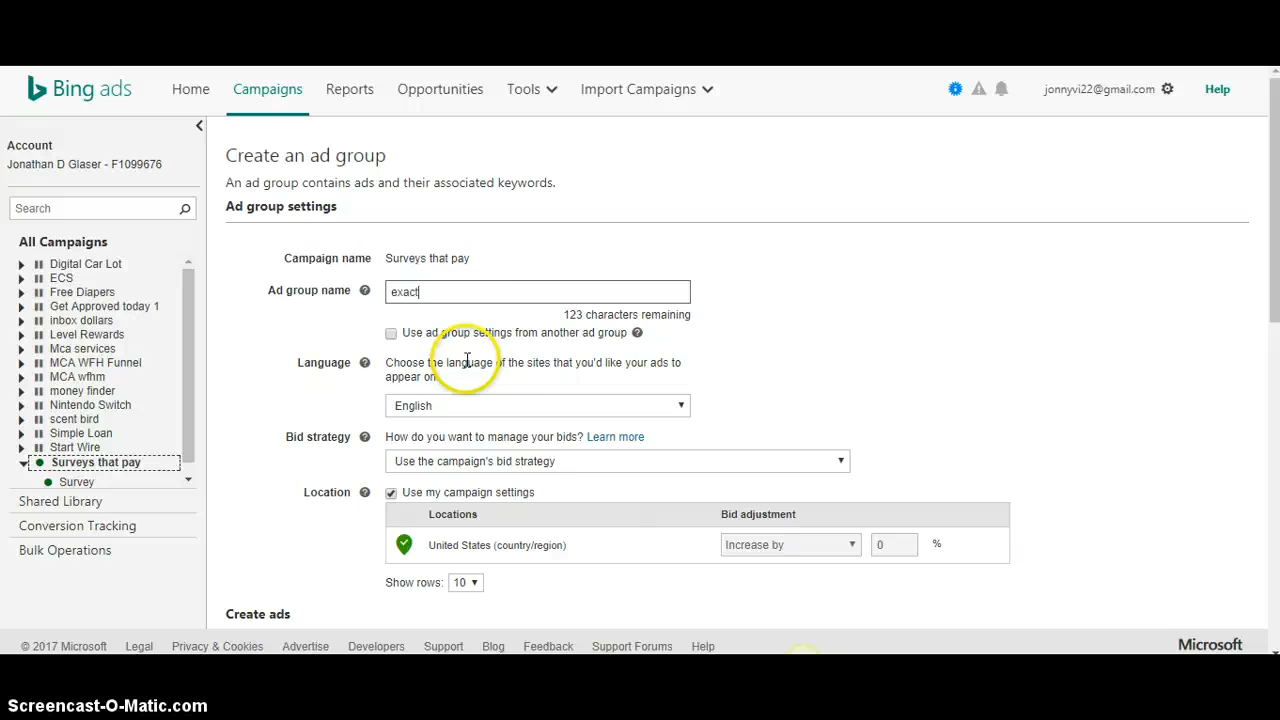 Bing ads
Home
Campaigns
Reports
Opportunities
Tools
Import Campaigns
jonnyvi22@gmail.com
Help
Account
Jonathan D Glaser - F1099676
Search
All Campaigns
Digital Car Lot
ECS
Free Diapers
Get Approved today 1
inbox dollars
Level Rewards
Mca services
MCA WFH Funnel
MCA wfhm
money finder
Nintendo Switch
scent bird
Simple Loan
Start Wire
Surveys that pay
Survey
Shared Library
Conversion Tracking
Bulk Operations
Create an ad group
An ad group contains ads and their associated keywords.
Ad group settings
Campaign name Surveys that pay
Ad group name exact
123 characters remaining
Use ad group settings from another ad group
Language Choose the language of the sites that you'd like your ads to
appear on
English
Bid strategy How do you want to manage your bids? Learn more
Use the campaign's bid strategy
Location Use my campaign settings
Locations Bid adjustment
United States (country/region) Increase by 0 %
Show rows: 10
Create ads
© 2017 Microsoft Legal Privacy & Cookies Advertise Developers Support Blog Feedback Support Forums Help Microsoft
Screencast-O-Matic.com